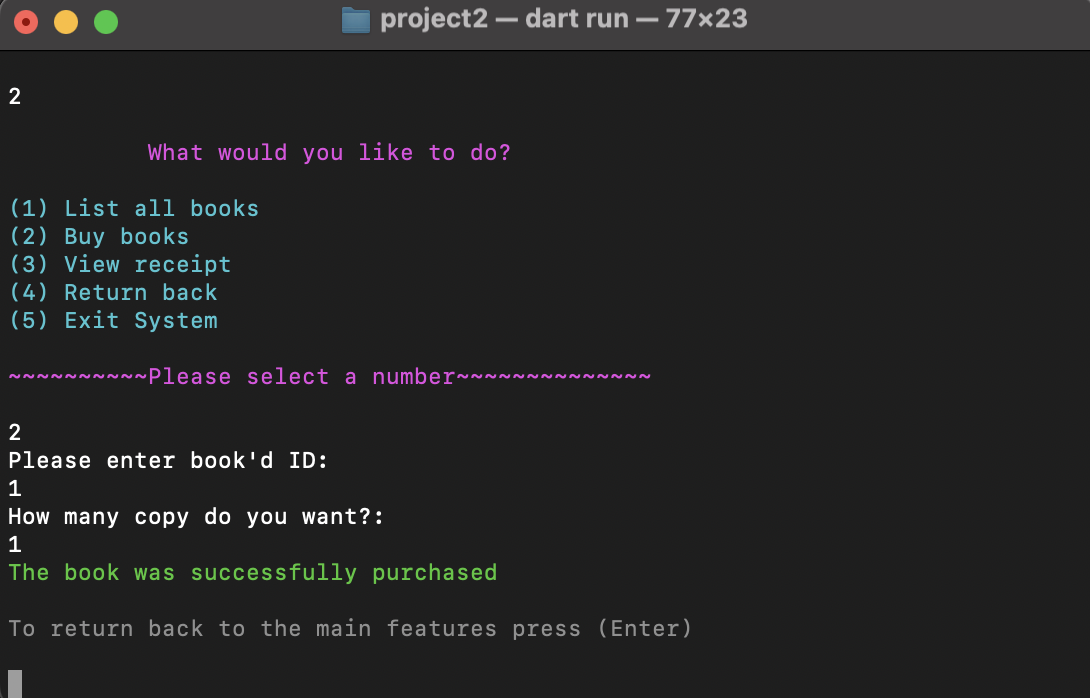 project2 — dart run — 77×23
2
What would you like to do?
(1) List all books
(2) Buy books
(3) View receipt
(4) Return back
(5) Exit System
~~~~~~~~~~Please select a number~~~~~~~~~~~~~~
2
Please enter book'd ID:
1
How many copy do you want?:
1
The book was successfully purchased
To return back to the main features press (Enter)